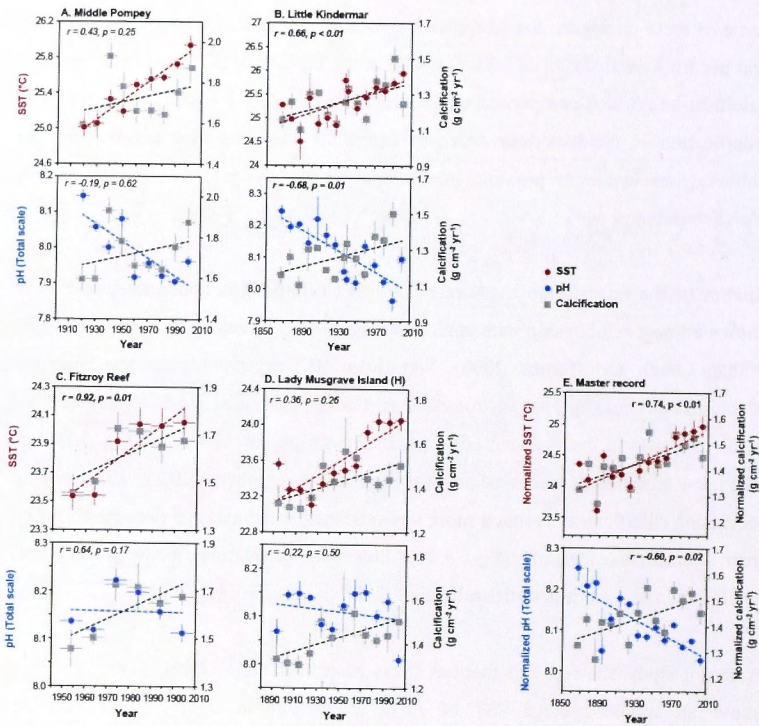 A. Middle Pompey
r = 0.43, p = 0.25
SST (°C)
26.2
25.8
25.4
25.0
24.6
2.0
1.8
1.6
1.4
r = -0.19, p = 0.62
pH (Total scale)
8.2
8.1
8.0
7.9
7.8
2.0
1.8
1.6
1.4
1910 1930 1950 1970 1990 2010
Year
B. Little Kindermar
r = 0.66, p < 0.01
27
26.5
26
25.5
25
24.5
24
1.7
1.5
1.3
1.1
0.9
Calcification
(g cm⁻² yr⁻¹)
r = -0.68, p = 0.01
8.3
8.2
8.1
8.0
7.9
1.7
1.5
1.3
1.1
0.9
Calcification
(g cm⁻² yr⁻¹)
1850 1890 1930 1970 2010
Year
SST
pH
Calcification
C. Fitzroy Reef
r = 0.92, p = 0.01
SST (°C)
24.3
24.1
23.9
23.7
23.5
23.3
1.9
1.7
1.5
1.3
r = 0.64, p = 0.17
pH (Total scale)
8.3
8.2
8.1
8.0
1.9
1.7
1.5
1.3
1950 1960 1970 1980 1990 2000 2010
Year
D. Lady Musgrave Island (H)
r = 0.36, p = 0.26
24.4
24.0
23.6
23.2
22.8
1.8
1.6
1.4
1.2
Calcification
(g cm⁻² yr⁻¹)
r = -0.22, p = 0.50
8.2
8.1
8.0
1.8
1.6
1.4
1.2
Calcification
(g cm⁻² yr⁻¹)
1890 1910 1930 1950 1970 1990 2010
Year
E. Master record
r = 0.74, p < 0.01
Normalized SST (°C)
26
25
24
23
1.7
1.6
1.5
1.4
1.3
1.2
Normalized calcification
(g cm⁻² yr⁻¹)
r = -0.60, p = 0.02
Normalized pH (Total scale)
8.3
8.2
8.1
8.0
1.7
1.6
1.5
1.4
1.3
1.2
Normalized calcification
(g cm⁻² yr⁻¹)
1850 1890 1930 1970 2010
Year